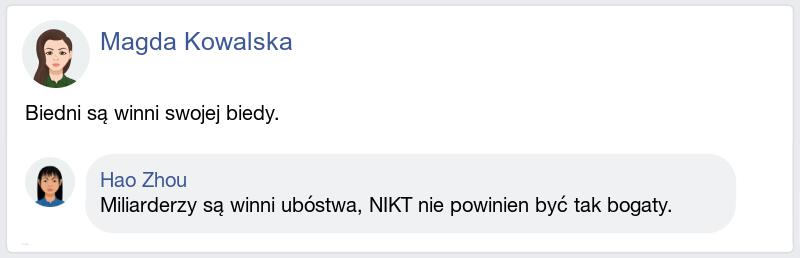 Magda Kowalska
Biedni są winni swojej biedy.
Hao Zhou
Miliarderzy są winni ubóstwa, NIKT nie powinien być tak bogaty.